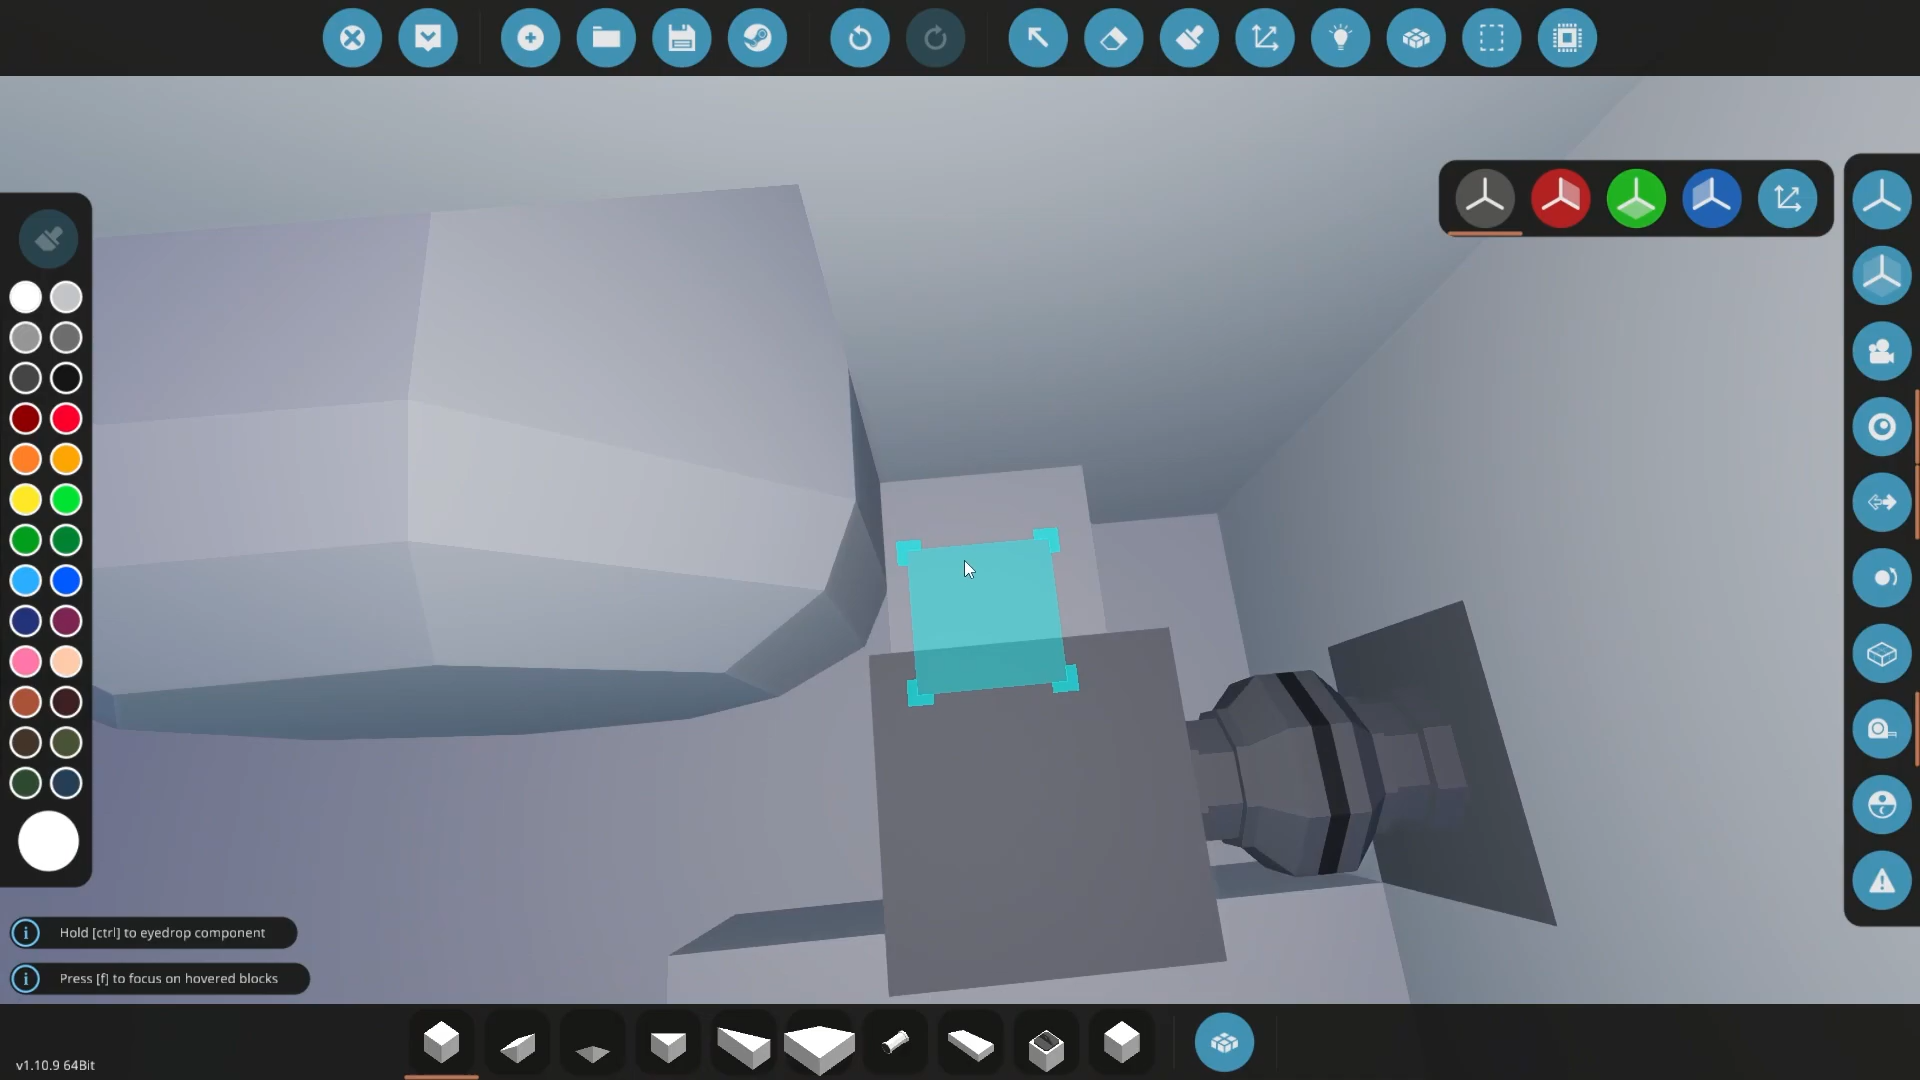 Hold [ctrl] to eyedrop component
Press [f] to focus on hovered blocks
v1.10.9 64Bit